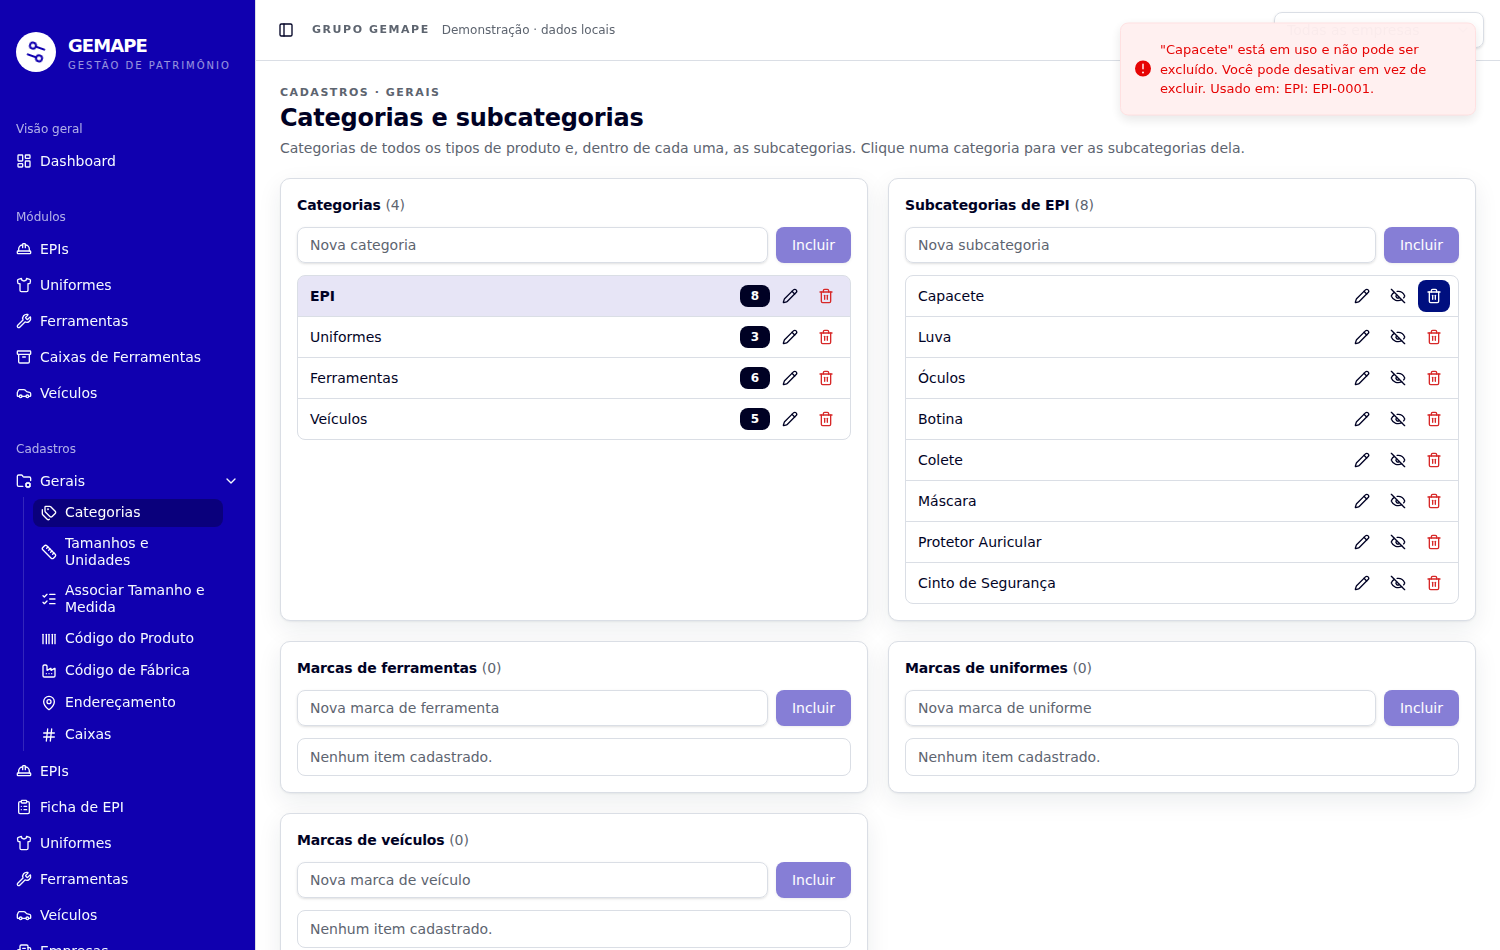 GEMAPE
GESTÃO DE PATRIMÔNIO
Visão geral
Dashboard
Módulos
EPIs
Uniformes
Ferramentas
Caixas de Ferramentas
Veículos
Cadastros
Gerais
Categorias
Tamanhos e
Unidades
Associar Tamanho e
Medida
Código do Produto
Código de Fábrica
Endereçamento
Caixas
EPIs
Ficha de EPI
Uniformes
Ferramentas
Veículos
Empresas
GRUPO GEMAPE Demonstração · dados locais
"Capacete" está em uso e não pode ser
excluído. Você pode desativar em vez de
excluir. Usado em: EPI: EPI-0001.
CADASTROS · GERAIS
Categorias e subcategorias
Categorias de todos os tipos de produto e, dentro de cada uma, as subcategorias. Clique numa categoria para ver as subcategorias dela.
Categorias (4)
Nova categoria Incluir
EPI 8
Uniformes 3
Ferramentas 6
Veículos 5
Subcategorias de EPI (8)
Nova subcategoria Incluir
Capacete
Luva
Óculos
Botina
Colete
Máscara
Protetor Auricular
Cinto de Segurança
Marcas de ferramentas (0)
Nova marca de ferramenta Incluir
Nenhum item cadastrado.
Marcas de uniformes (0)
Nova marca de uniforme Incluir
Nenhum item cadastrado.
Marcas de veículos (0)
Nova marca de veículo Incluir
Nenhum item cadastrado.